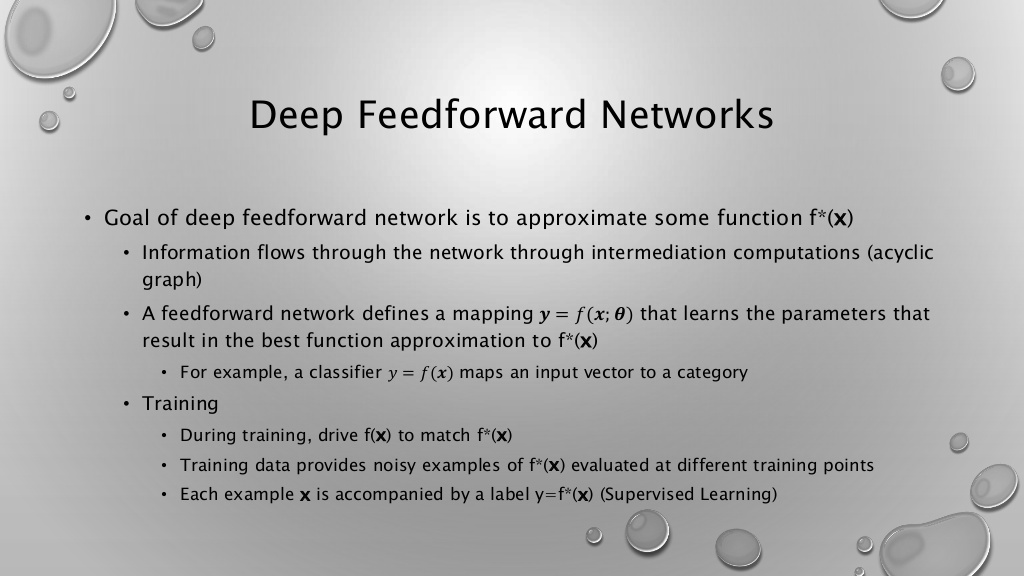 Deep Feedforward Networks
• Goal of deep feedforward network is to approximate some function f*(x)
• Information flows through the network through intermediation computations (acyclic
graph)
• A feedforward network defines a mapping y = f(x; θ) that learns the parameters that
result in the best function approximation to f*(x)
• For example, a classifier y = f(x) maps an input vector to a category
• Training
• During training, drive f(x) to match f*(x)
• Training data provides noisy examples of f*(x) evaluated at different training points
• Each example x is accompanied by a label y=f*(x) (Supervised Learning)